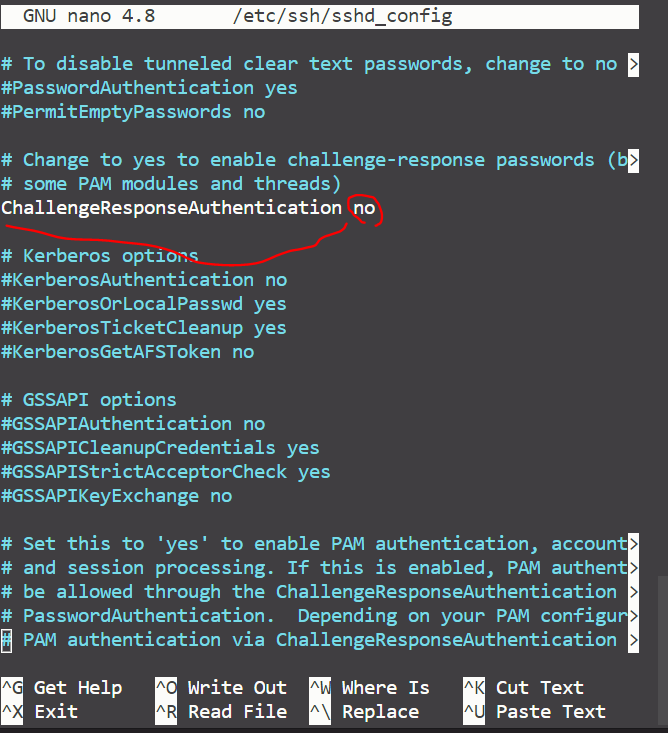 GNU nano 4.8 /etc/ssh/sshd_config
# To disable tunneled clear text passwords, change to no >
#PasswordAuthentication yes
#PermitEmptyPasswords no
# Change to yes to enable challenge-response passwords (b>
# some PAM modules and threads)
ChallengeResponseAuthentication no
# Kerberos options
#KerberosAuthentication no
#KerberosOrLocalPasswd yes
#KerberosTicketCleanup yes
#KerberosGetAFSToken no
# GSSAPI options
#GSSAPIAuthentication no
#GSSAPICleanupCredentials yes
#GSSAPIStrictAcceptorCheck yes
#GSSAPIKeyExchange no
# Set this to 'yes' to enable PAM authentication, account>
# and session processing. If this is enabled, PAM authent>
# be allowed through the ChallengeResponseAuthentication >
# PasswordAuthentication.  Depending on your PAM configur>
# PAM authentication via ChallengeResponseAuthentication >
^G Get Help ^O Write Out ^W Where Is ^K Cut Text
^X Exit ^R Read File ^\ Replace ^U Paste Text